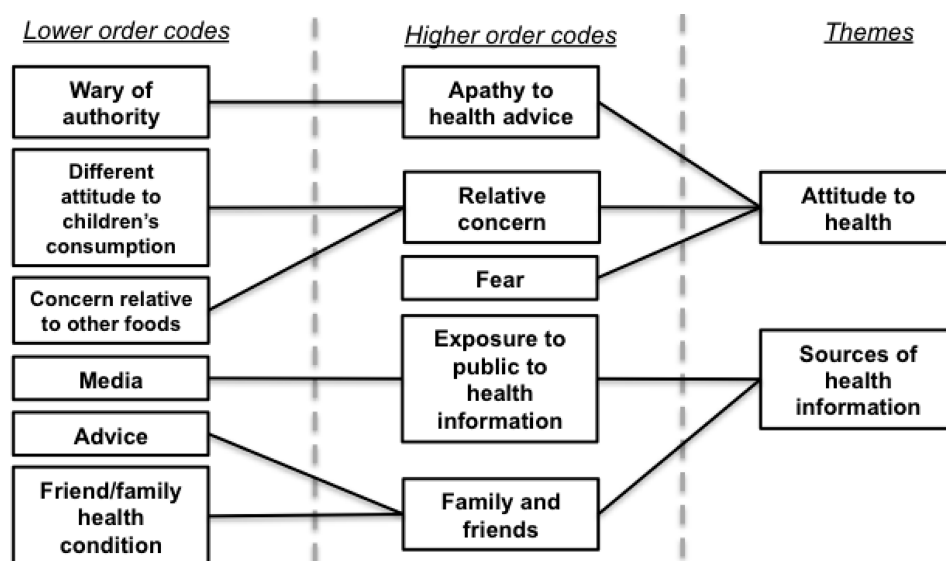 Lower order codes
Higher order codes
Themes
Wary of
authority
Different
attitude to
children's
consumption
Concern relative
to other foods
Media
Advice
Friend/family
health
condition
Apathy to
health advice
Relative
concern
Fear
Exposure to
public to
health
information
Family and
friends
Attitude to
health
Sources of
health
information